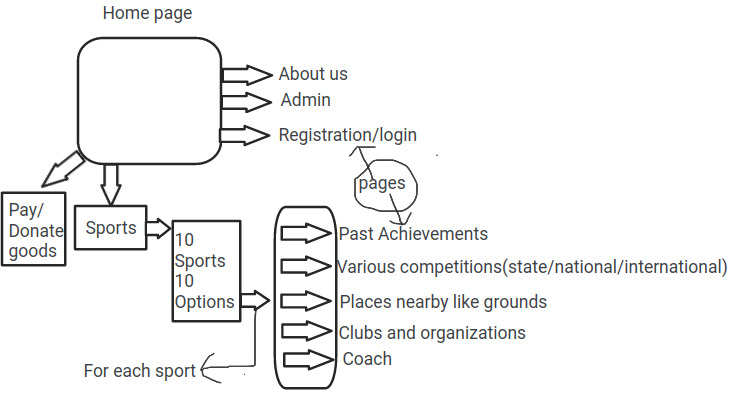 Home page
About us
Admin
Registration/login
pages
Pay/
Donate
goods
Sports
10
Sports
10
Options
Past Achievements
Various competitions(state/national/international)
Places nearby like grounds
Clubs and organizations
Coach
For each sport